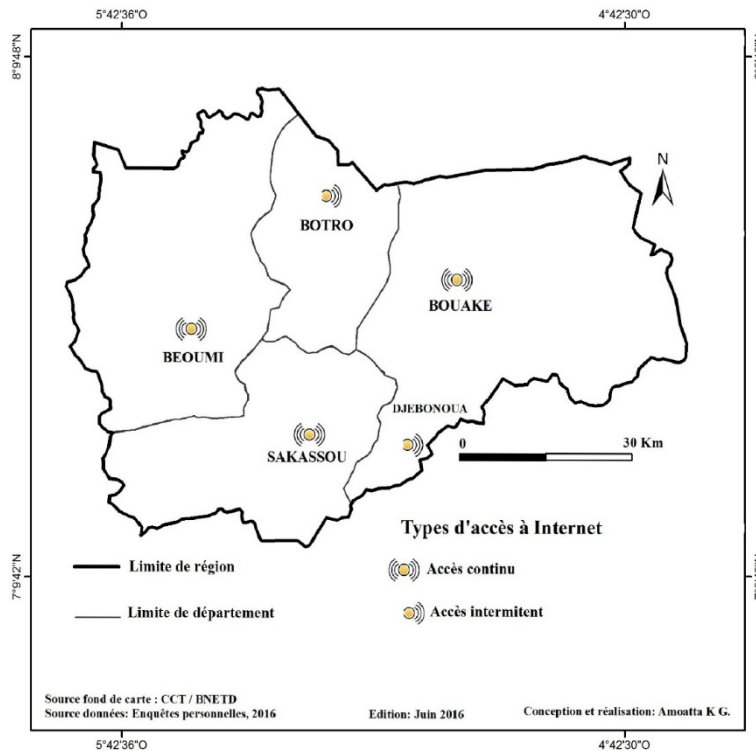 5°42'36"O
4°42'30"O
8°9'48"N
N
BOTRO
BOUAKE
BEOUMI
DJEBONOUA
0 30 Km
SAKASSOU
Types d'accès à Internet
Limite de région
Accès continu
7°9'42"N
Limite de département
Accès intermitent
Source fond de carte : CCT / BNETD
Source données: Enquêtes personnelles, 2016
Edition: Juin 2016
Conception et réalisation: Amoatta K G.
5°42'36"O
4°42'30"O